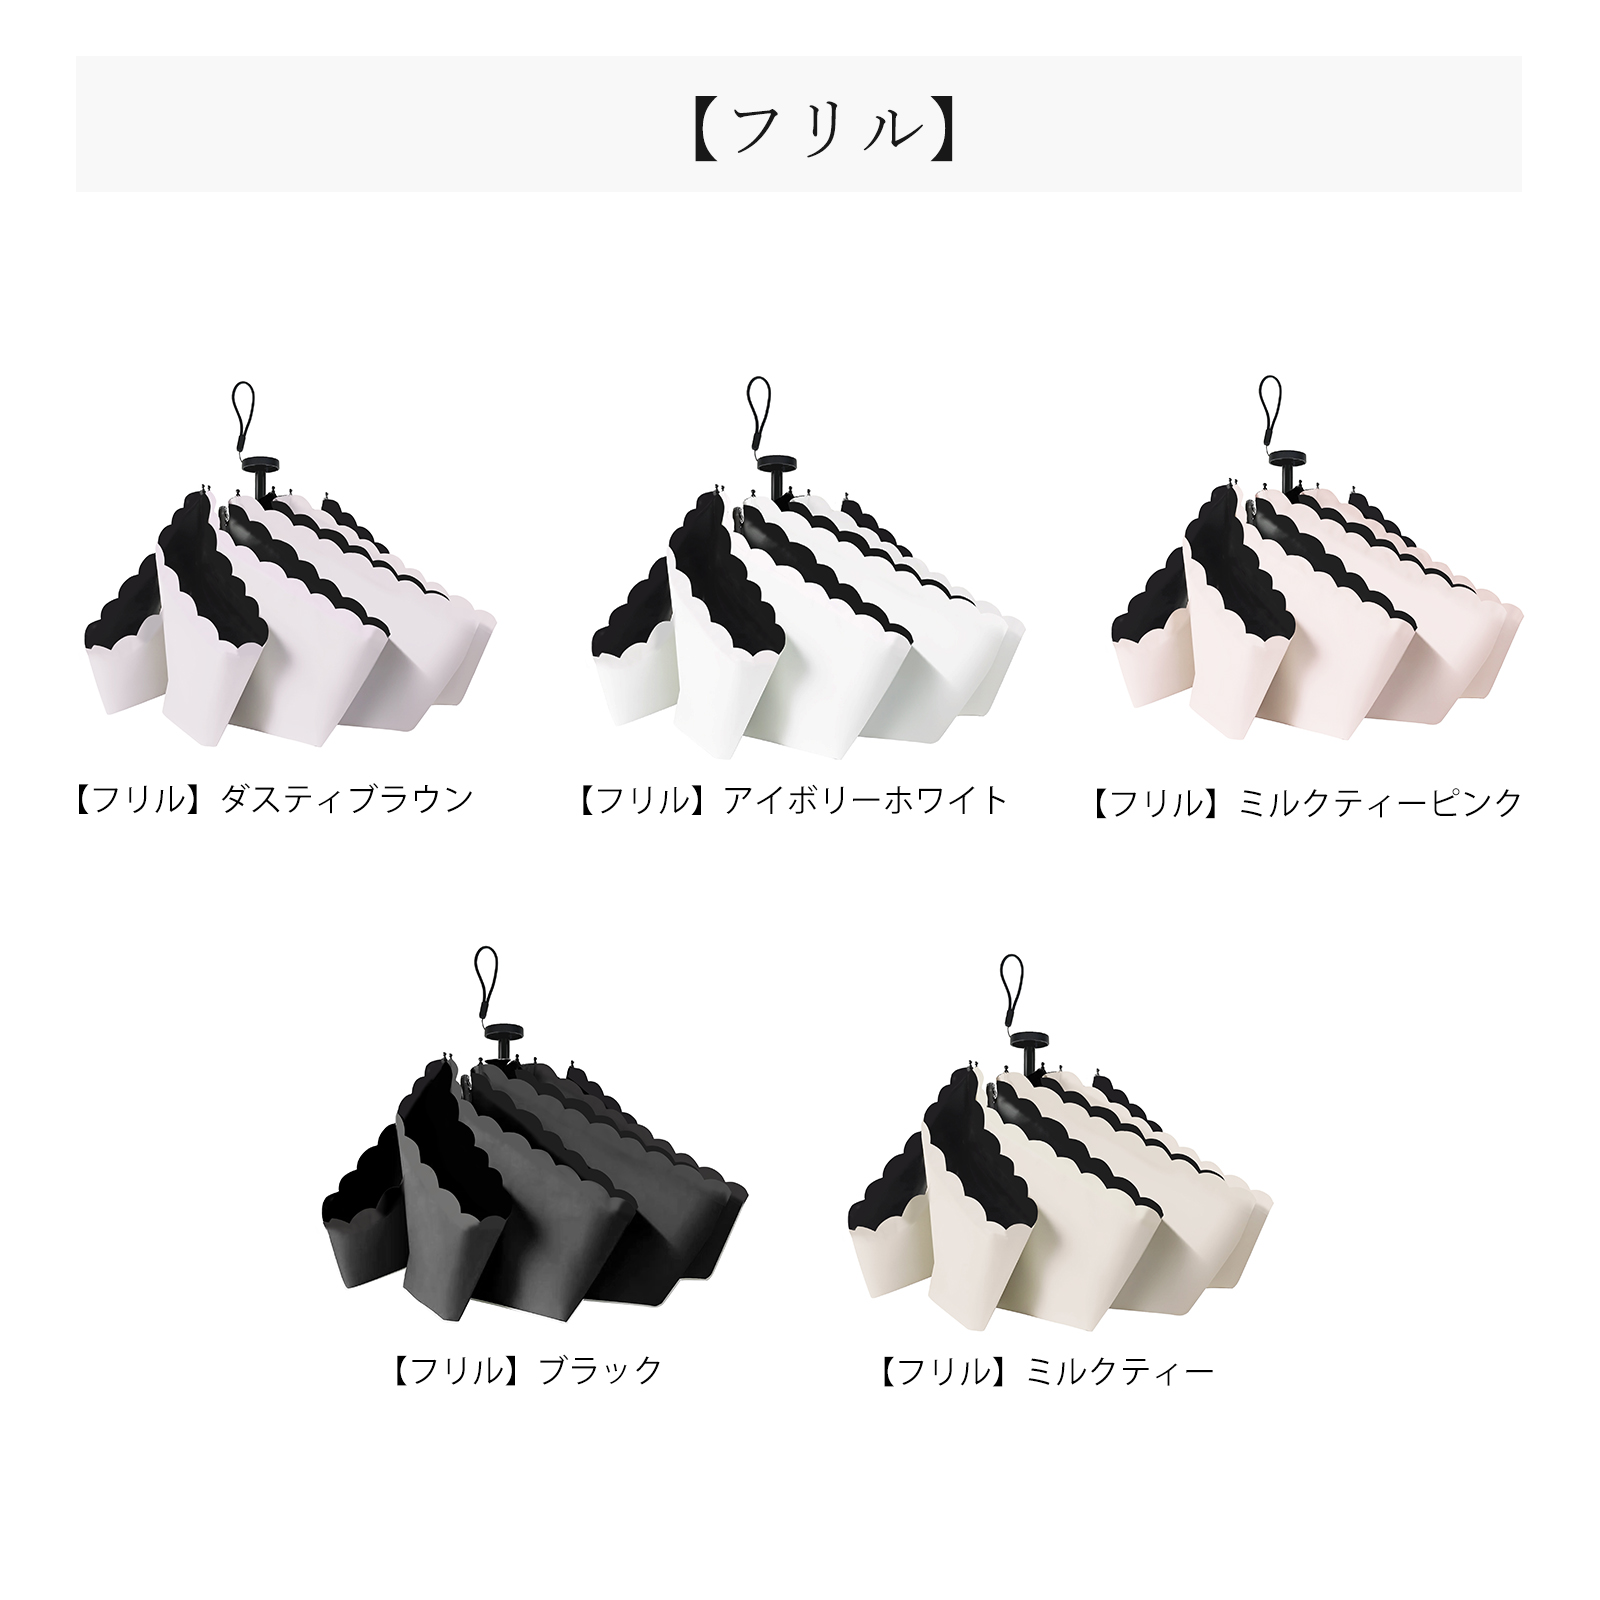 【フリル】
【フリル】ダスティブラウン
【フリル】アイボリーホワイト
【フリル】ミルクティーピンク
【フリル】ブラック
【フリル】ミルクティー